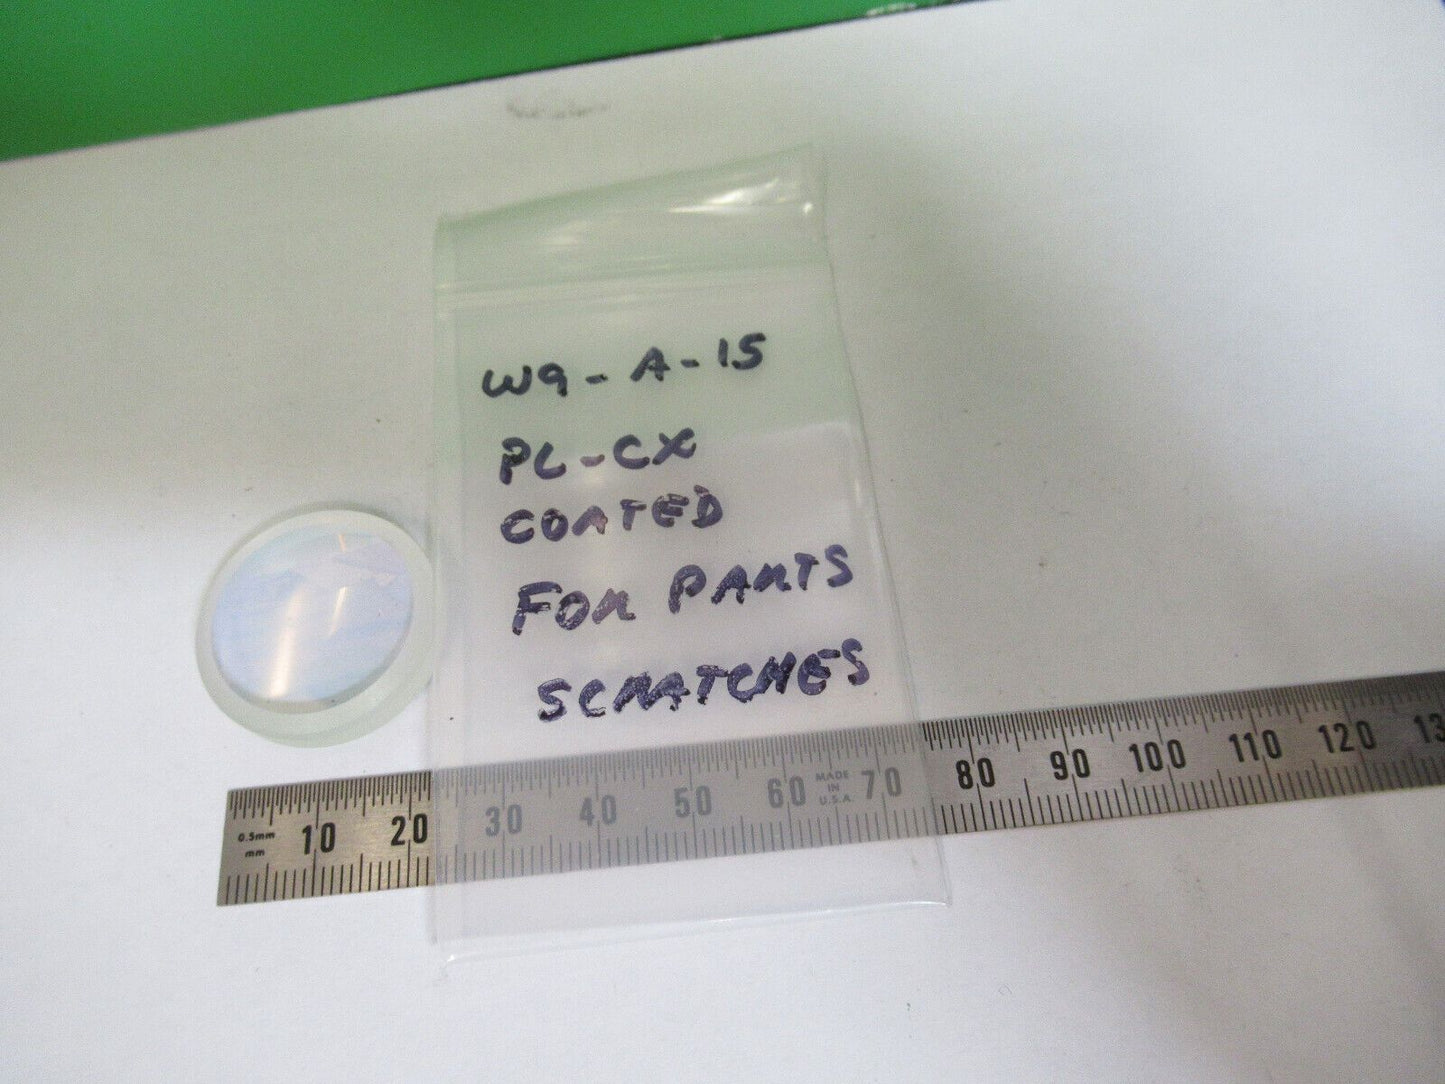 W9-A-15
PL-CX
COATED
FOR PARTS
SCRATCHES
0.5mm
mm
10 20 30 40 50 60 MADE IN U.S.A. 70 80 90 100 110 120 13